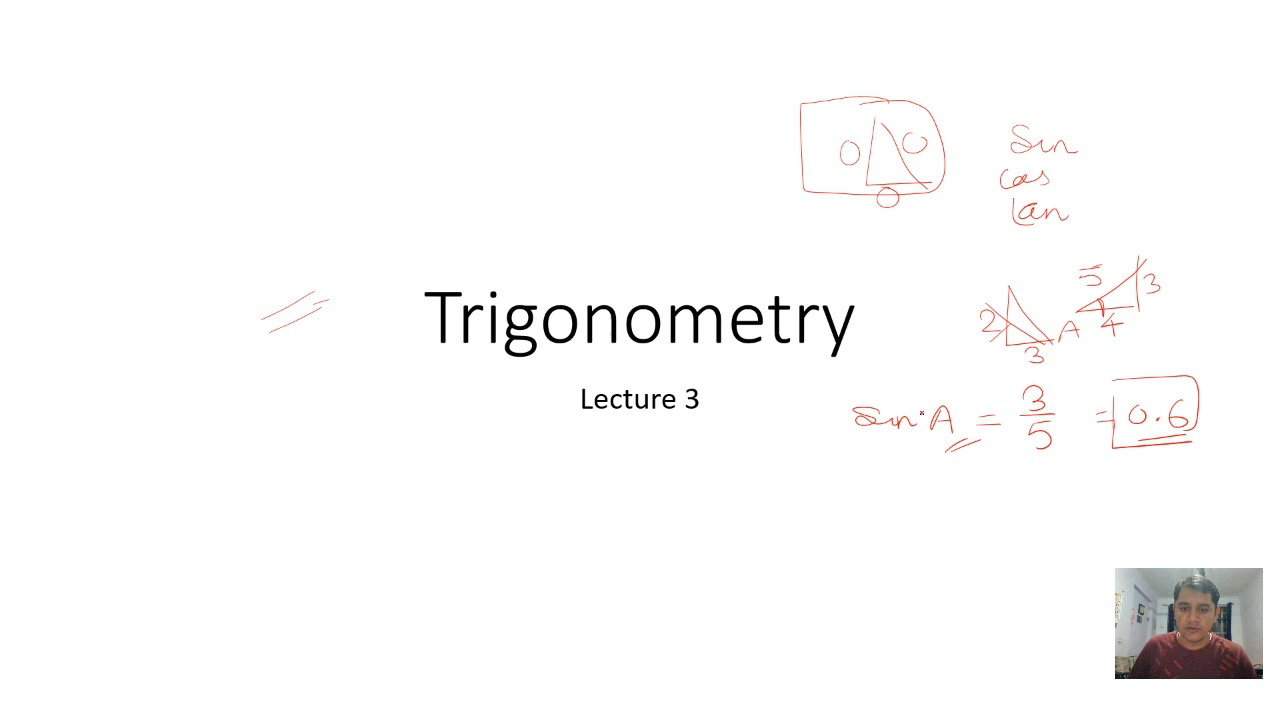 Sin
Cos
tan
5
3
4
2
3
A
Trigonometry
Lecture 3
Sin A = 3/5 = 0.6